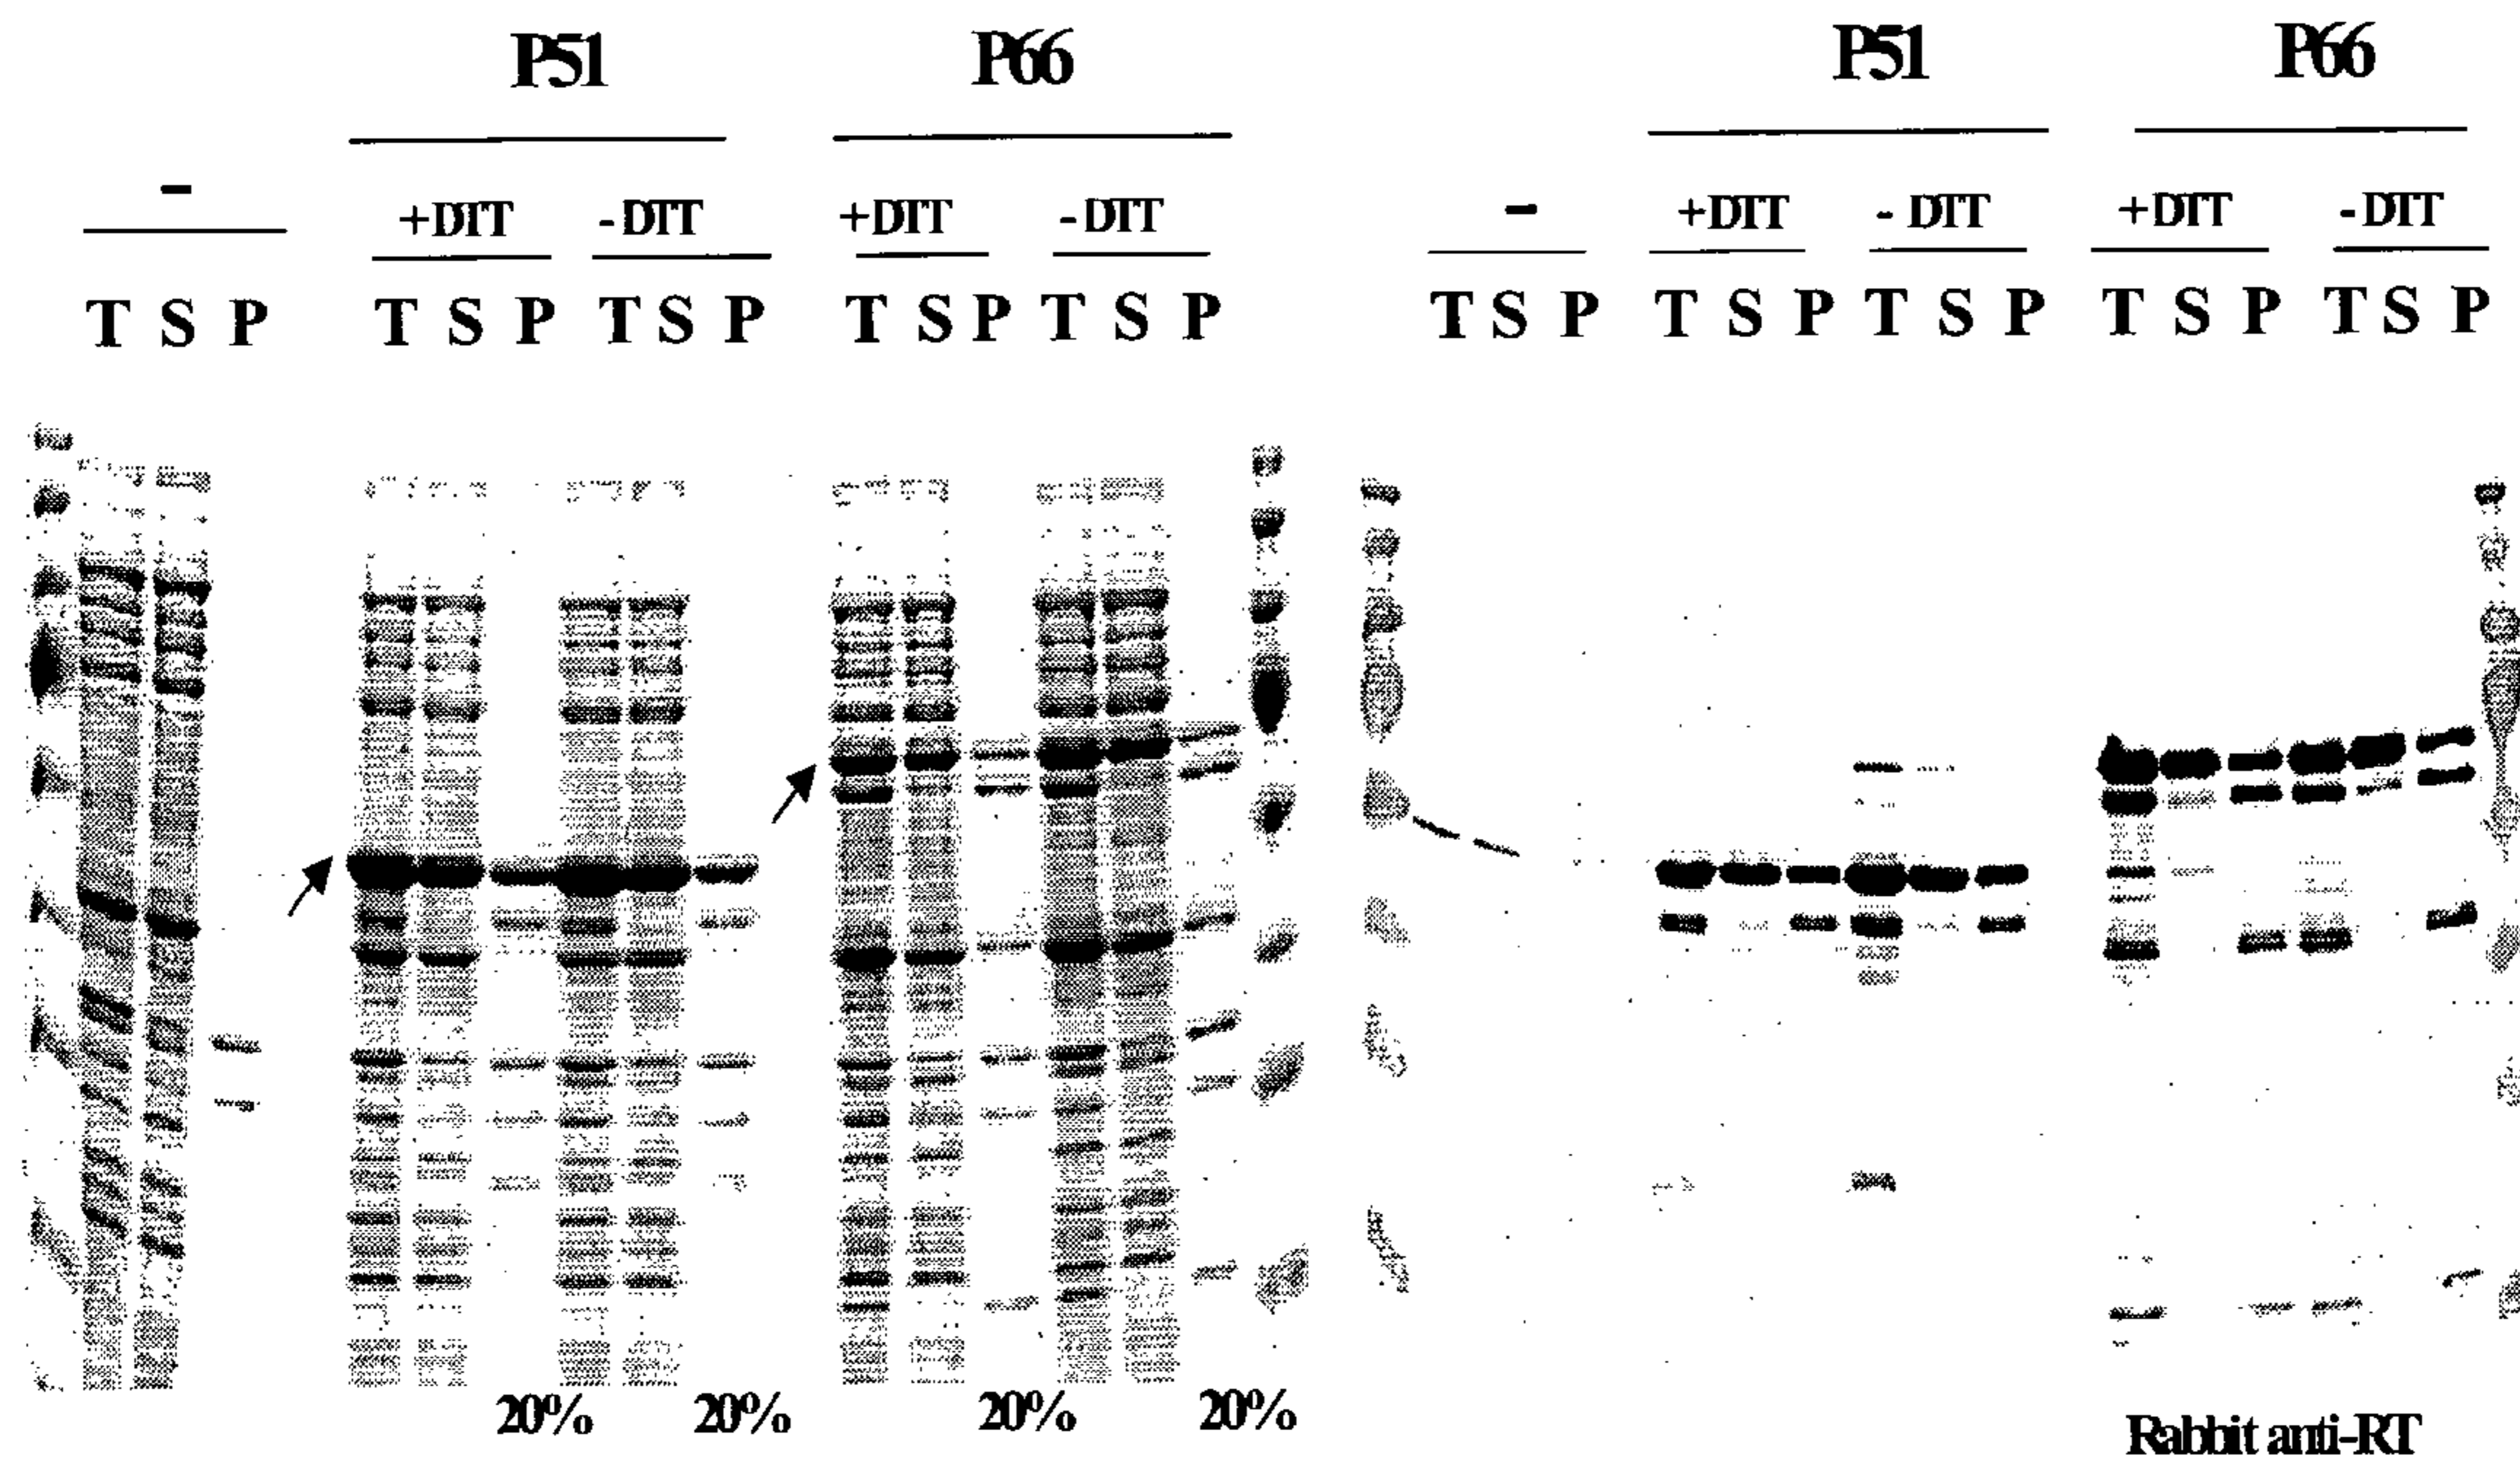 P51 P66 P51 P66
-
+DTT -DTT +DTT -DTT - +DTT - DTT +DTT -DTT
T S P T S P T S P T S P T S P T S P T S P T S P T S P T S P
20% 20% 20% 20%
Rabbit anti-RT